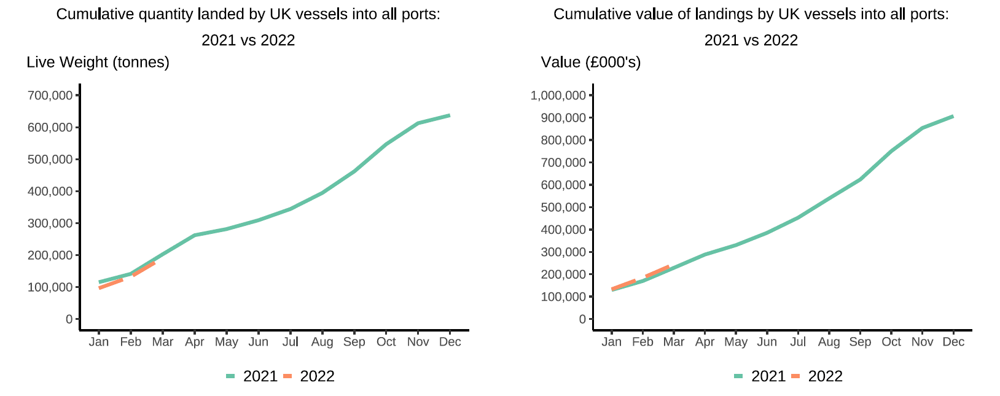 Cumulative quantity landed by UK vessels into all ports:
2021 vs 2022
Live Weight (tonnes)
700,000
600,000
500,000
400,000
300,000
200,000
100,000
0
Jan Feb Mar Apr May Jun Jul Aug Sep Oct Nov Dec
2021 2022
Cumulative value of landings by UK vessels into all ports:
2021 vs 2022
Value (£000's)
1,000,000
900,000
800,000
700,000
600,000
500,000
400,000
300,000
200,000
100,000
0
Jan Feb Mar Apr May Jun Jul Aug Sep Oct Nov Dec
2021 2022